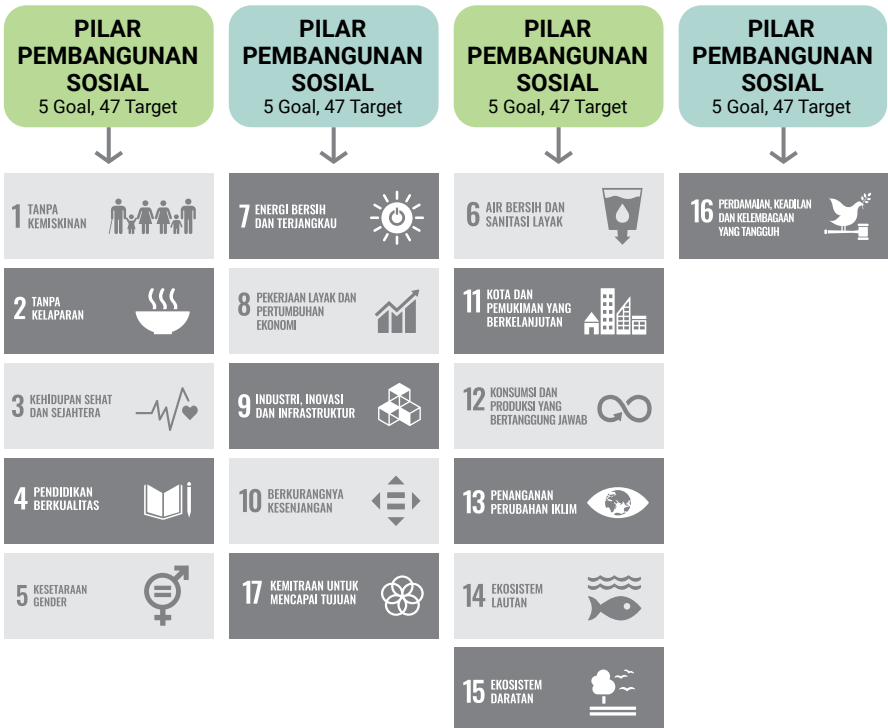 PILAR
PEMBANGUNAN
SOSIAL
5 Goal, 47 Target
1 TANPA
KEMISKINAN
2 TANPA
KELAPARAN
3 KEHIDUPAN SEHAT
DAN SEJAHTERA
4 PENDIDIKAN
BERKUALITAS
5 KESETARAAN
GENDER
PILAR
PEMBANGUNAN
SOSIAL
5 Goal, 47 Target
7 ENERGI BERSIH
DAN TERJANGKAU
8 PEKERJAAN LAYAK DAN
PERTUMBUHAN
EKONOMI
9 INDUSTRI, INOVASI
DAN INFRASTRUKTUR
10 BERKURANGNYA
KESENJANGAN
17 KEMITRAAN UNTUK
MENCAPAI TUJUAN
PILAR
PEMBANGUNAN
SOSIAL
5 Goal, 47 Target
6 AIR BERSIH DAN
SANITASI LAYAK
11 KOTA DAN
PEMUKIMAN YANG
BERKELANJUTAN
12 KONSUMSI DAN
PRODUKSI YANG
BERTANGGUNG JAWAB
13 PENANGANAN
PERUBAHAN IKLIM
14 EKOSISTEM
LAUTAN
15 EKOSISTEM
DARATAN
PILAR
PEMBANGUNAN
SOSIAL
5 Goal, 47 Target
16 PERDAMAIAN, KEADILAN
DAN KELEMBAGAAN
YANG TANGGUH